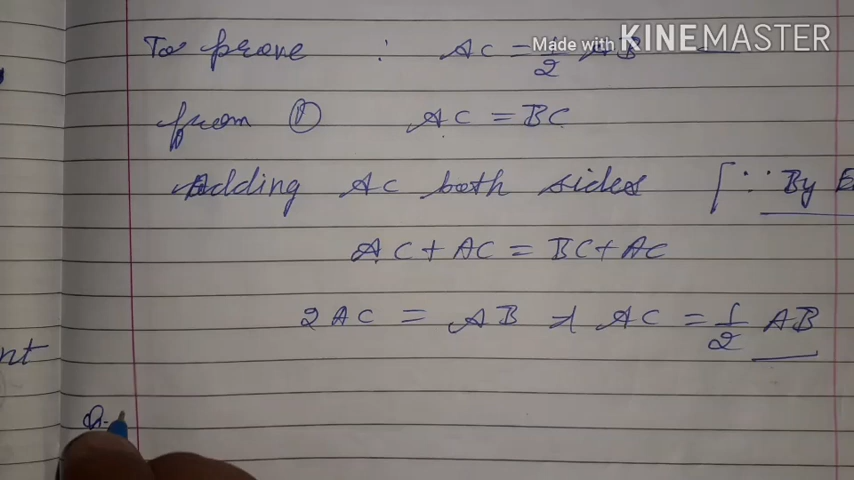 To prove : AC = 1/2 AB
Made with KINEMASTER
from ① AC = BC
Adding AC both sides [∵ By E
AC + AC = BC + AC
2AC = AB ⇒ AC = 1/2 AB
nt
Q.